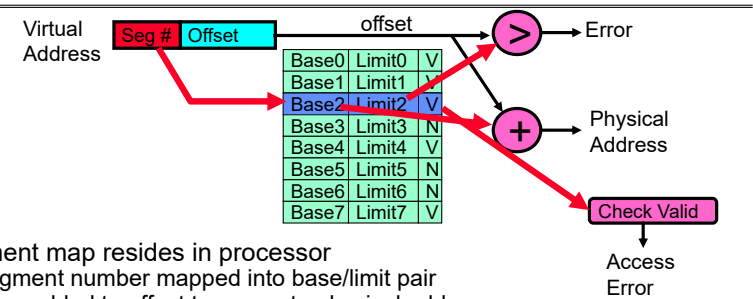 Virtual
Address
Seg # Offset
offset
> Error
Base0 Limit0 V
Base1 Limit1 V
Base2 Limit2 V
Base3 Limit3 N
Base4 Limit4 V
Base5 Limit5 N
Base6 Limit6 N
Base7 Limit7 V
+ Physical
Address
Check Valid
Access
Error
ment map resides in processor
gment number mapped into base/limit pair